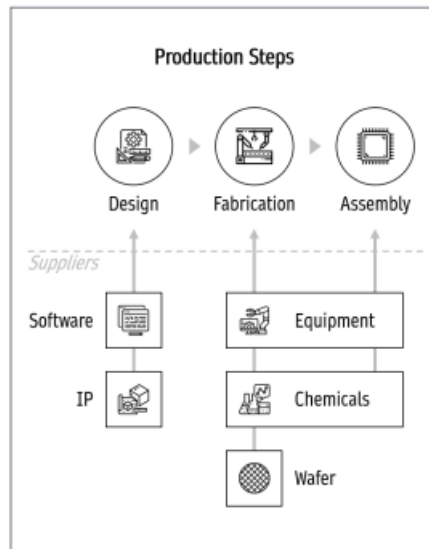 Production Steps
Design
Fabrication
Assembly
Suppliers
Software
Equipment
IP
Chemicals
Wafer